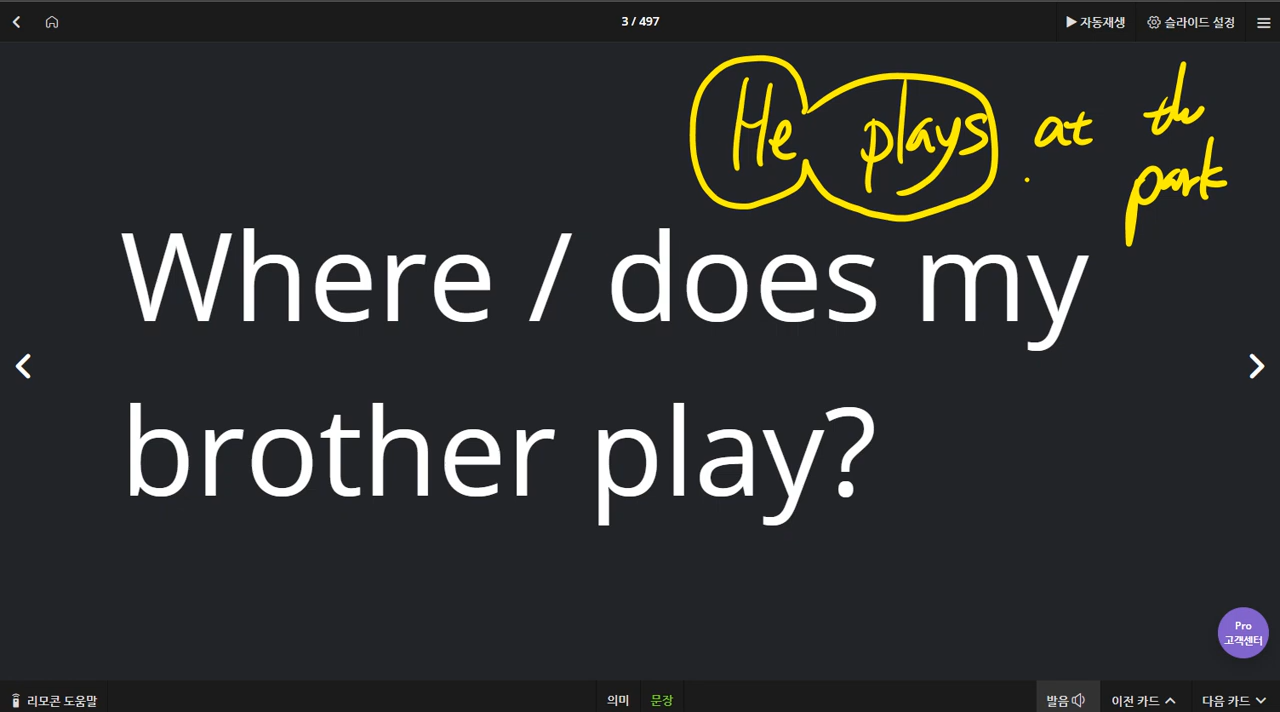 3 / 497
자동재생
슬라이드 설정
He plays at the
park
Where / does my
brother play?
Pro
고객센터
리모콘 도움말
의미
문장
발음
이전 카드
다음 카드